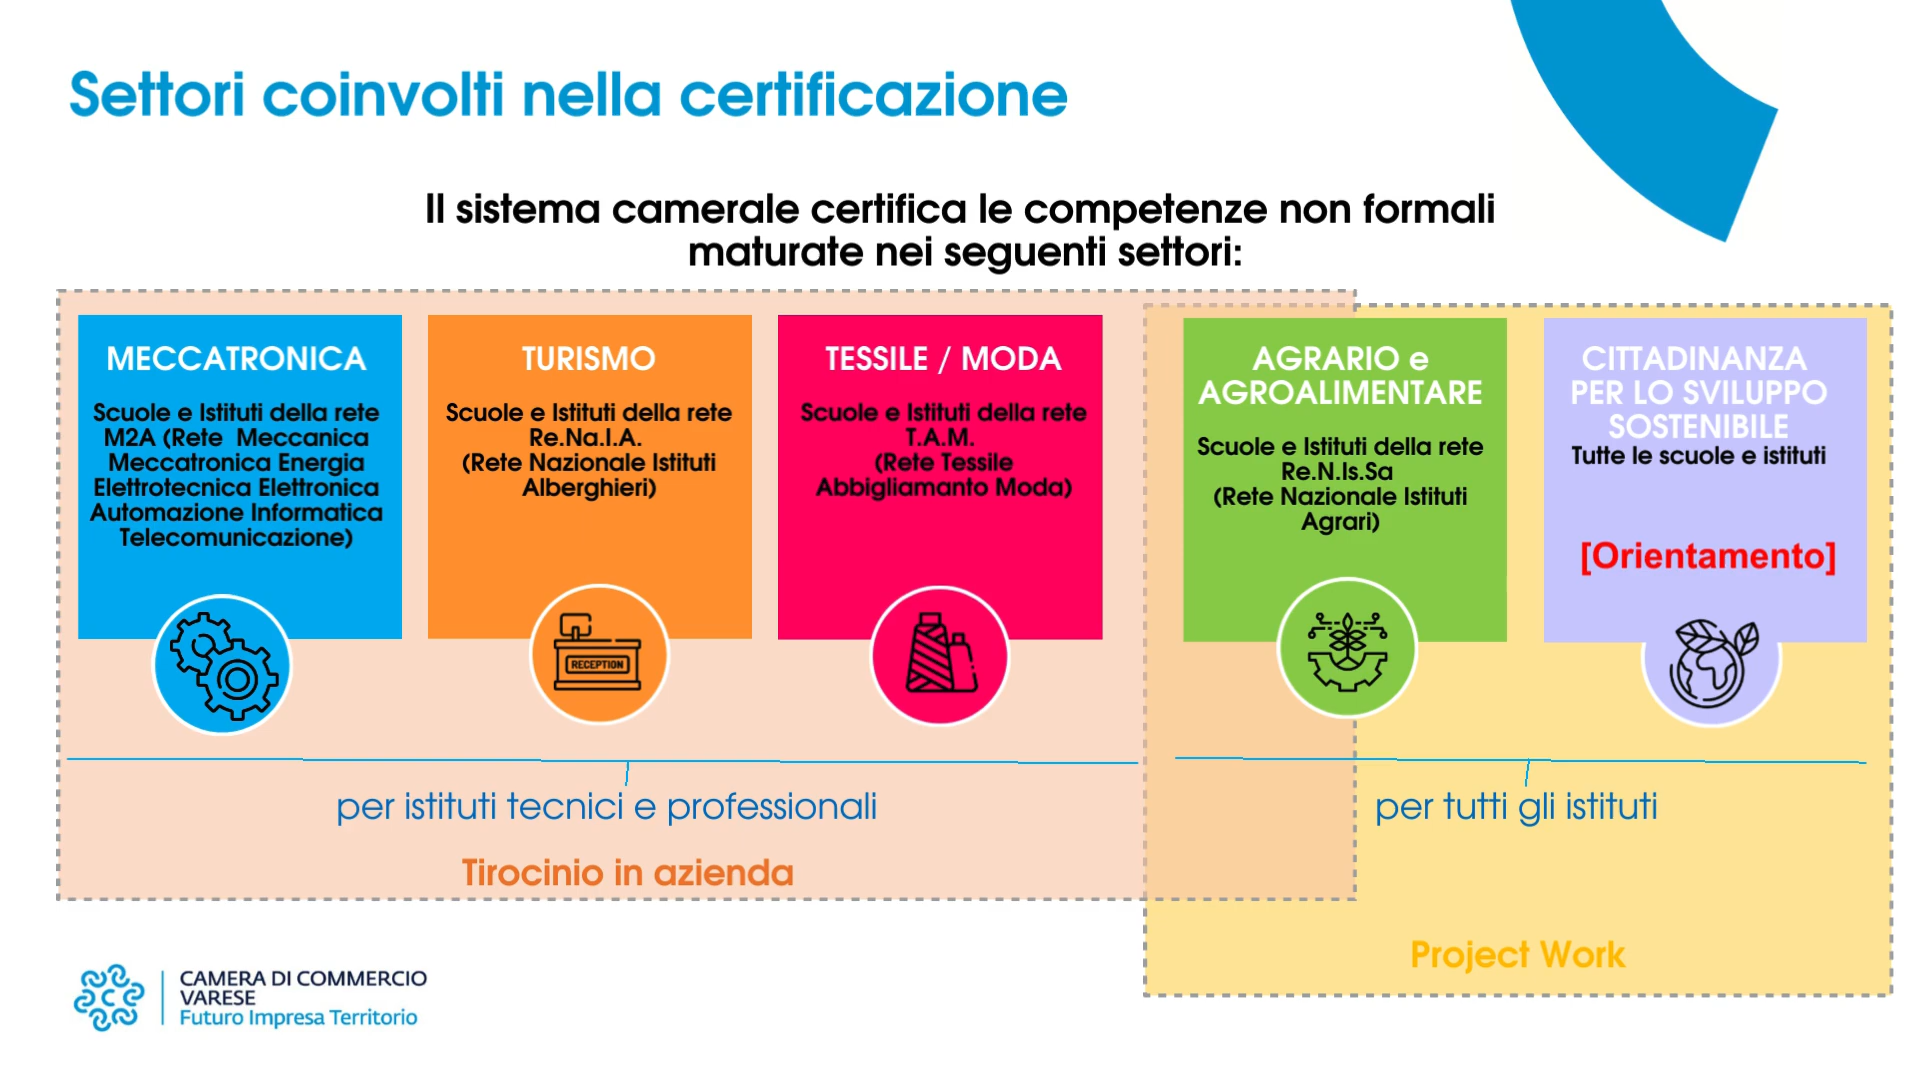 Settori coinvolti nella certificazione
Il sistema camerale certifica le competenze non formali
maturate nei seguenti settori:
MECCATRONICA
Scuole e Istituti della rete
M2A (Rete Meccanica
Meccatronica Energia
Elettrotecnica Elettronica
Automazione Informatica
Telecomunicazione)
TURISMO
Scuole e Istituti della rete
Re.Na.I.A.
(Rete Nazionale Istituti
Alberghieri)
RECEPTION
TESSILE / MODA
Scuole e Istituti della rete
T.A.M.
(Rete Tessile
Abbigliamanto Moda)
AGRARIO e
AGROALIMENTARE
Scuole e Istituti della rete
Re.N.Is.Sa
(Rete Nazionale Istituti
Agrari)
CITTADINANZA
PER LO SVILUPPO
SOSTENIBILE
Tutte le scuole e istituti
[Orientamento]
per istituti tecnici e professionali
Tirocinio in azienda
per tutti gli istituti
Project Work
CAMERA DI COMMERCIO
VARESE
Futuro Impresa Territorio